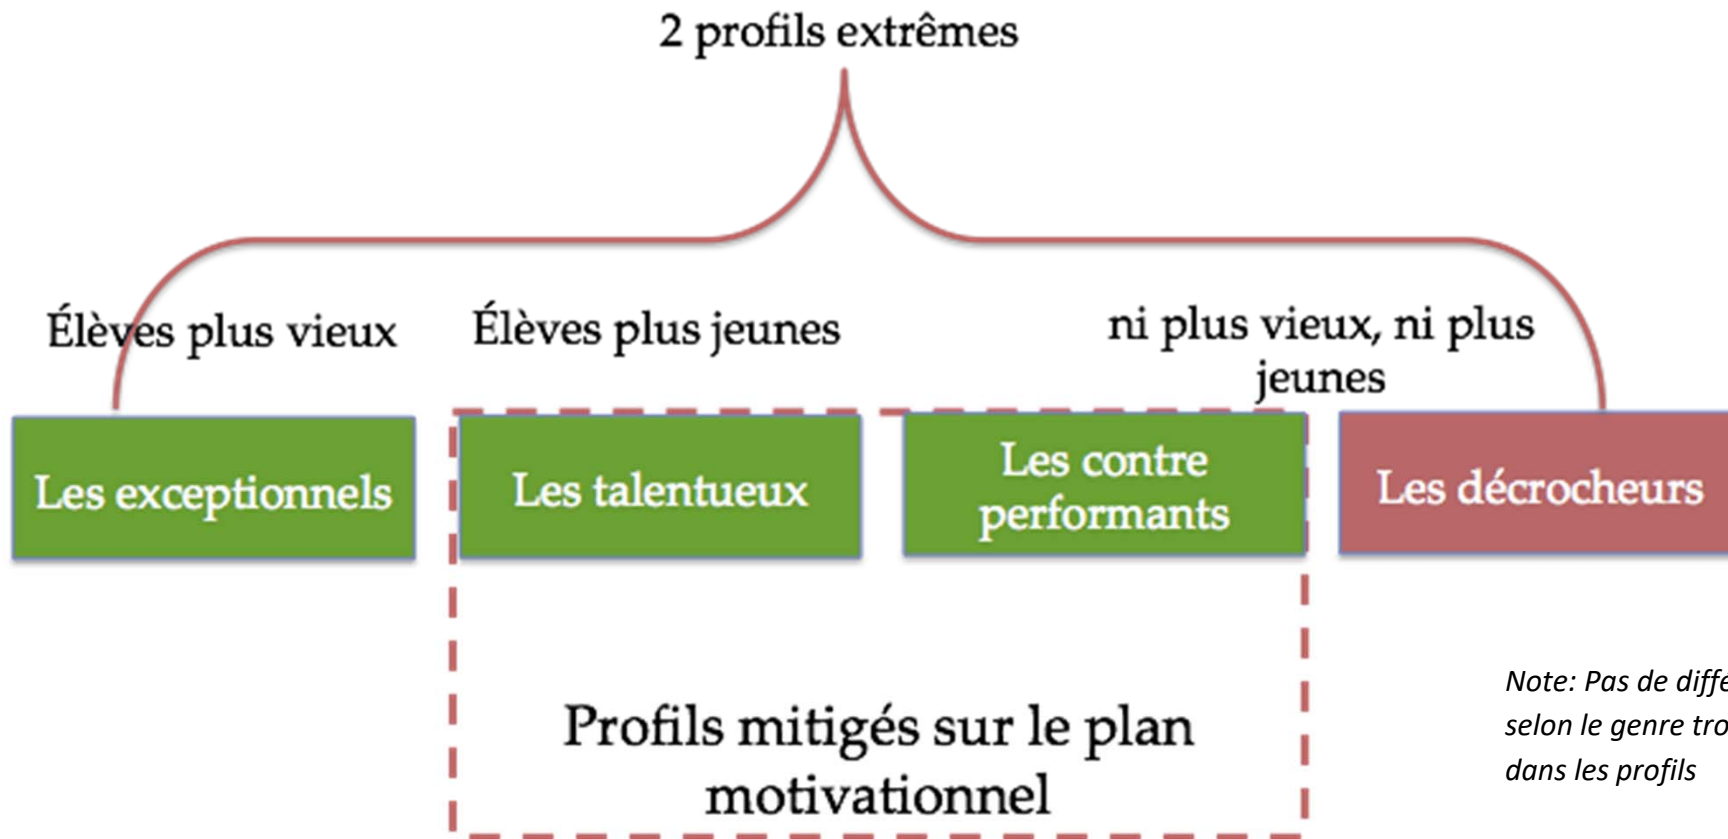 2 profils extrêmes
Élèves plus vieux
Élèves plus jeunes
ni plus vieux, ni plus
jeunes
Les exceptionnels
Les talentueux
Les contre
performants
Les décrocheurs
Profils mitigés sur le plan
motivationnel
Note: Pas de
selon le genre
dans les profils